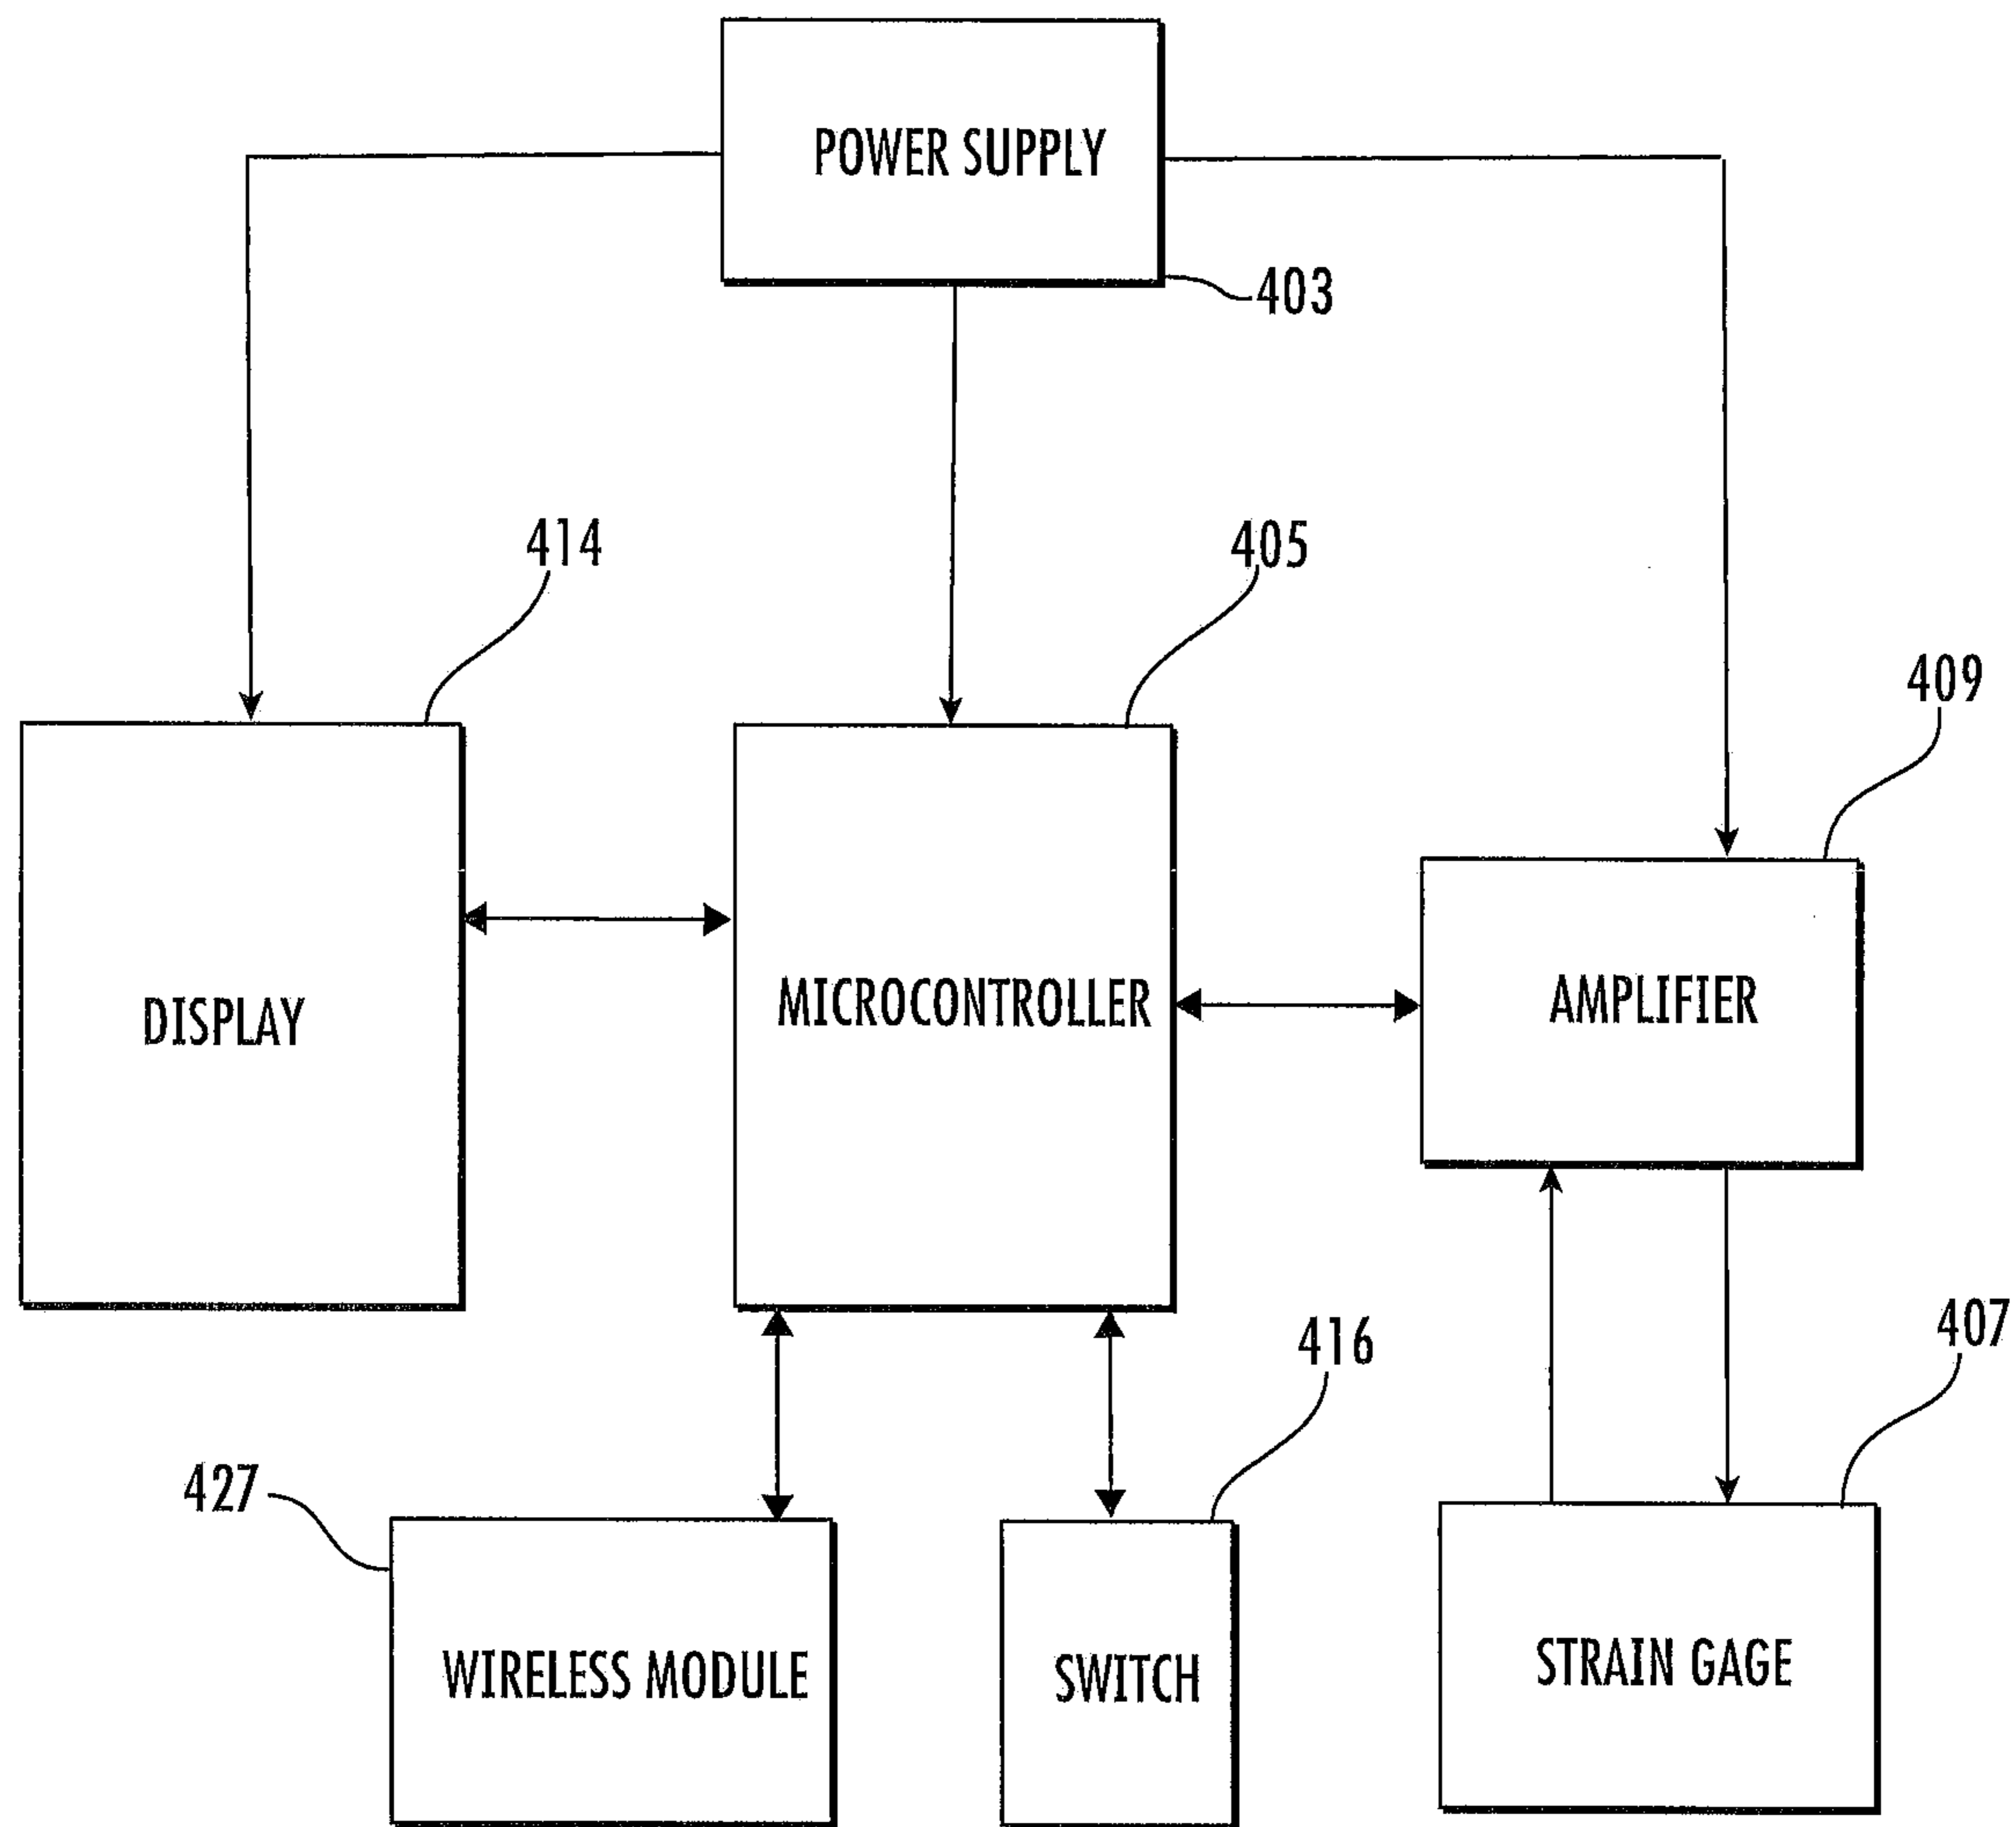 POWER SUPPLY
403
414
405
409
DISPLAY
MICROCONTROLLER
AMPLIFIER
427
416
407
WIRELESS MODULE
SWITCH
STRAIN GAGE